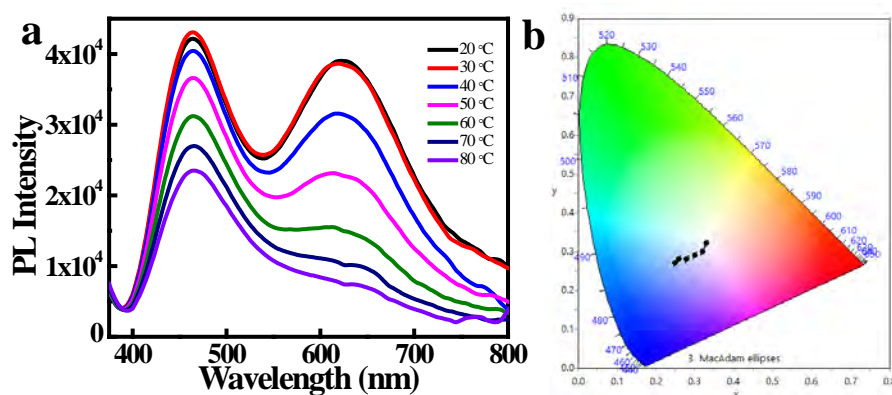 a
PL Intensity
4x10⁴
3x10⁴
2x10⁴
1x10⁴
0
400
500
600
700
800
Wavelength (nm)
20 °C
30 °C
40 °C
50 °C
60 °C
70 °C
80 °C
b
0.9
0.8
0.7
0.6
0.5
0.4
0.3
0.2
0.1
0.0
y
0.0
0.1
0.2
0.3
0.4
0.5
0.6
0.7
0.8
x
520
530
540
550
560
570
580
590
600
610
620
510
500
490
480
470
460
3 MacAdam ellipses